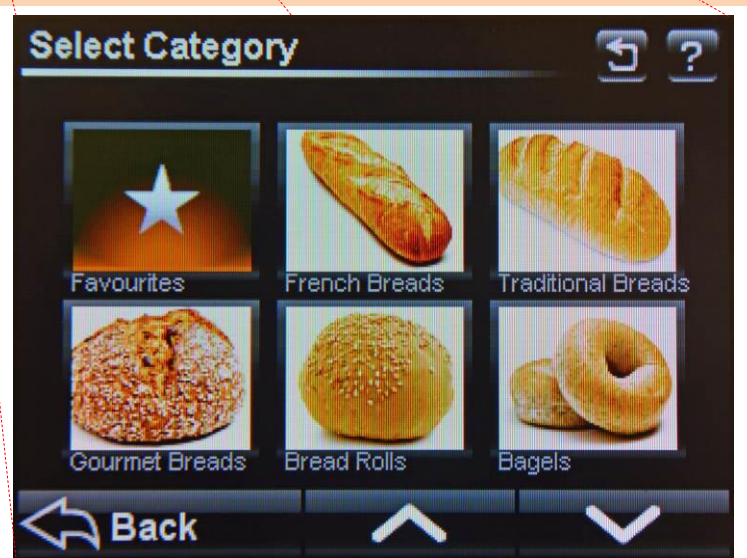 Select Category
?
Favourites
French Breads
Traditional Breads
Gourmet Breads
Bread Rolls
Bagels
Back